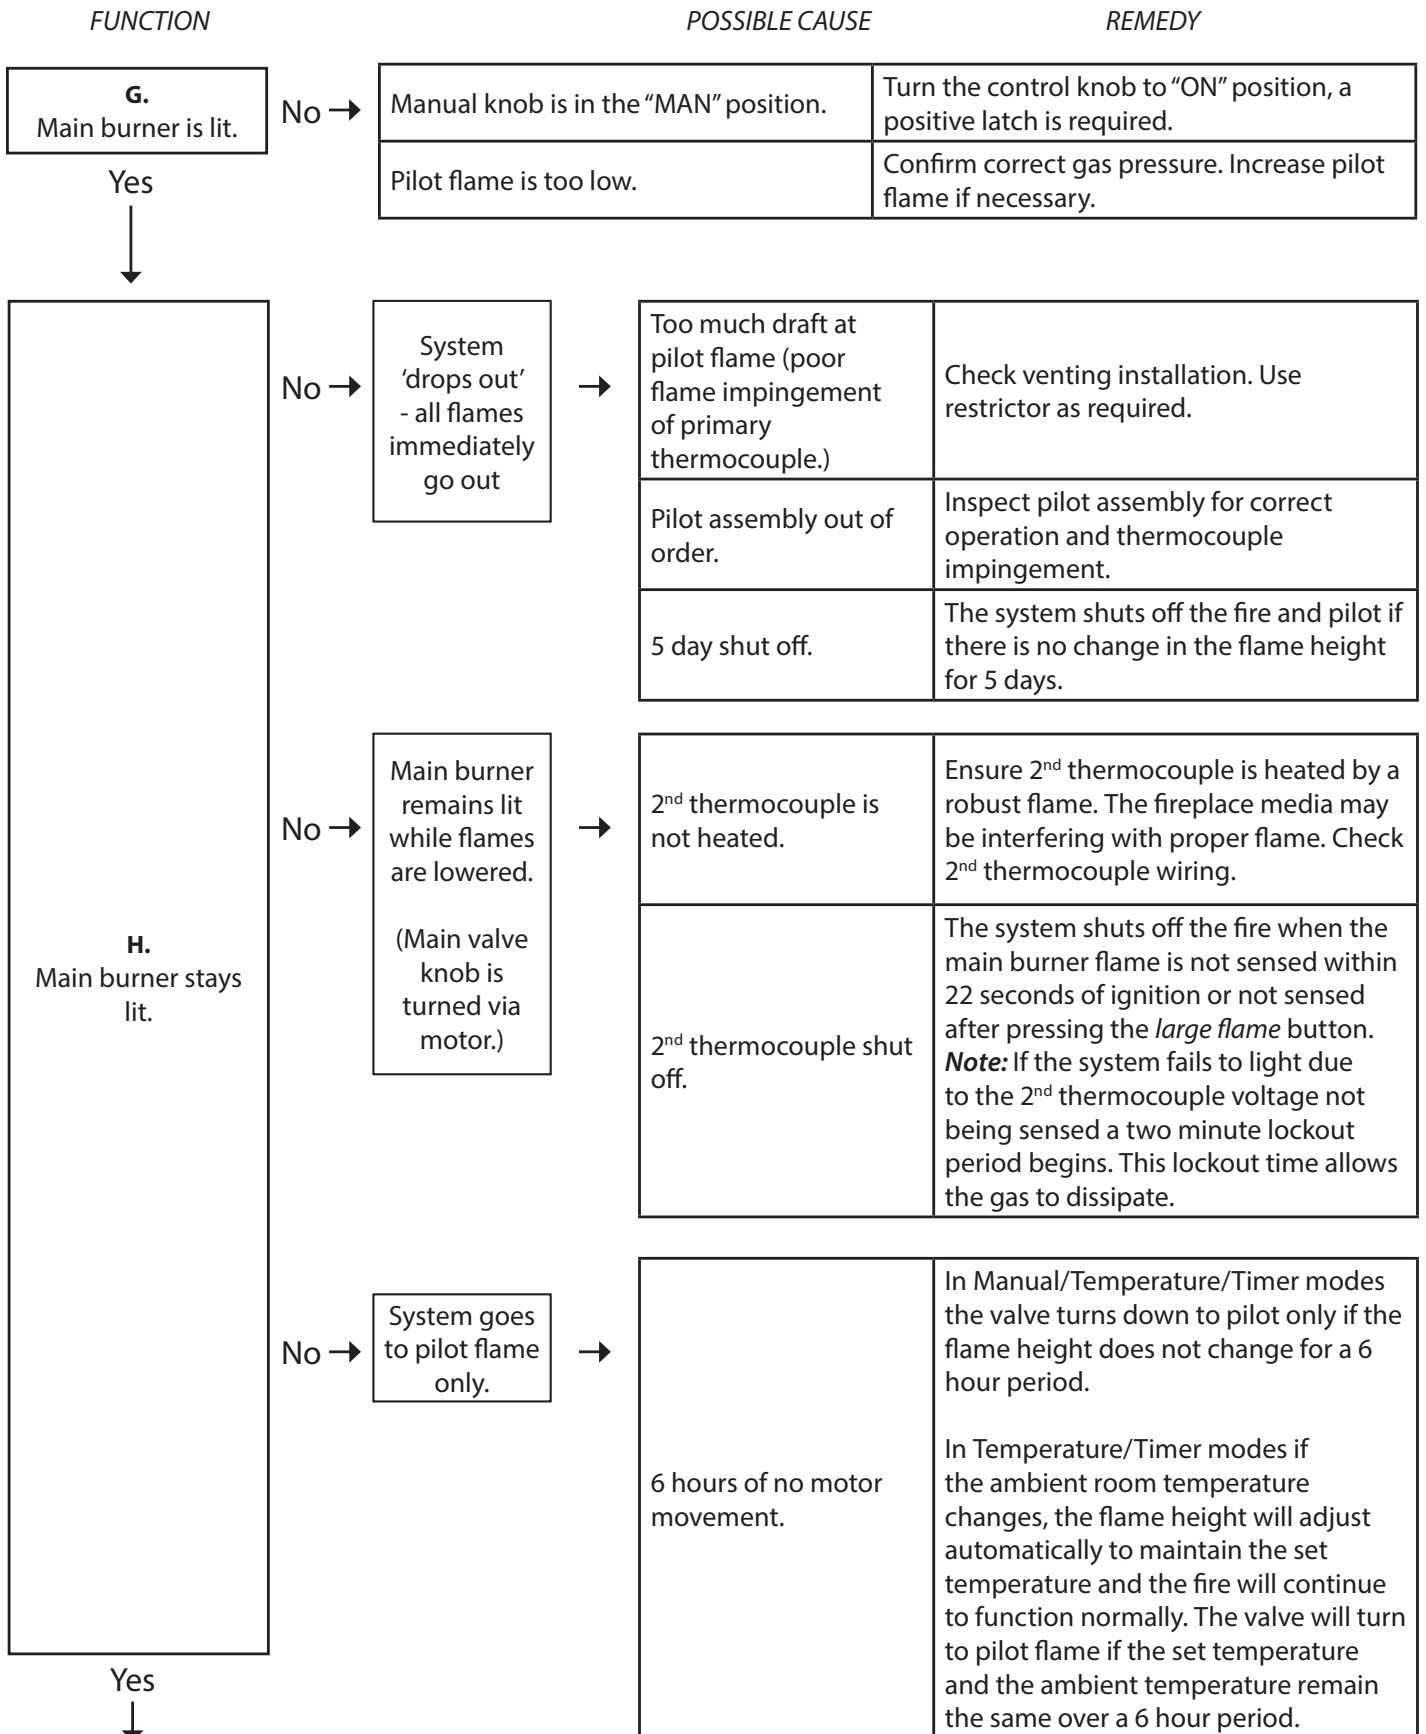 FUNCTION
POSSIBLE CAUSE
REMEDY
G.
Main burner is lit.
No
Manual knob is in the “MAN” position.
Turn the control knob to “ON” position, a
positive latch is required.
Pilot flame is too low.
Confirm correct gas pressure. Increase pilot
flame if necessary.
Yes
H.
Main burner stays
lit.
No
System
‘drops out’
- all flames
immediately
go out
Too much draft at
pilot flame (poor
flame impingement
of primary
thermocouple.)
Check venting installation. Use
restrictor as required.
Pilot assembly out of
order.
Inspect pilot assembly for correct
operation and thermocouple
impingement.
5 day shut off.
The system shuts off the fire and pilot if
there is no change in the flame height
for 5 days.
No
Main burner
remains lit
while flames
are lowered.
(Main valve
knob is
turned via
motor.)
2nd thermocouple is
not heated.
Ensure 2nd thermocouple is heated by a
robust flame. The fireplace media may
be interfering with proper flame. Check
2nd thermocouple wiring.
2nd thermocouple shut
off.
The system shuts off the fire when the
main burner flame is not sensed within
22 seconds of ignition or not sensed
after pressing the large flame button.
Note: If the system fails to light due
to the 2nd thermocouple voltage not
being sensed a two minute lockout
period begins. This lockout time allows
the gas to dissipate.
No
System goes
to pilot flame
only.
6 hours of no motor
movement.
In Manual/Temperature/Timer modes
the valve turns down to pilot only if the
flame height does not change for a 6
hour period.
In Temperature/Timer modes if
the ambient room temperature
changes, the flame height will adjust
automatically to maintain the set
temperature and the fire will continue
to function normally. The valve will turn
to pilot flame if the set temperature
and the ambient temperature remain
the same over a 6 hour period.
Yes